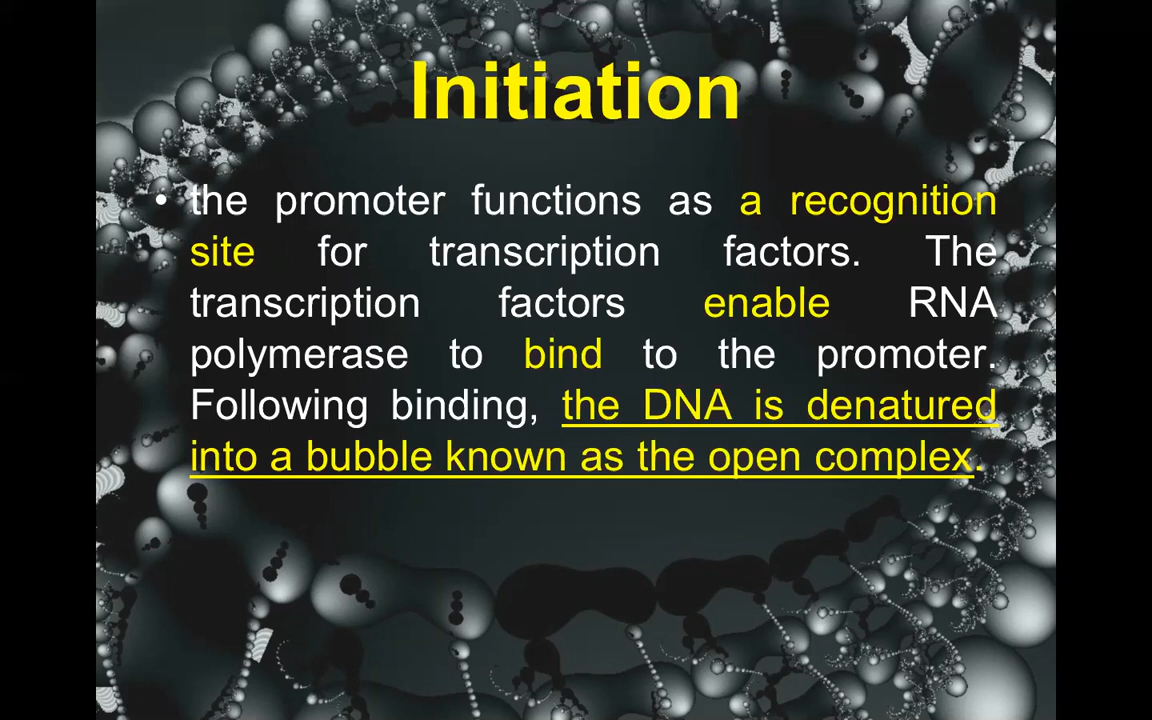 Initiation
• the promoter functions as a recognition
site for transcription factors. The
transcription factors enable RNA
polymerase to bind to the promoter.
Following binding, the DNA is denatured
into a bubble known as the open complex.